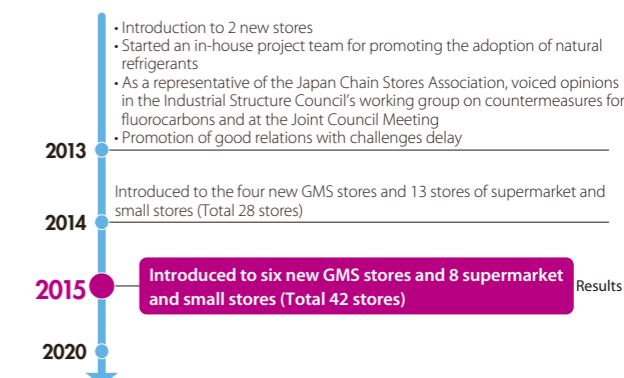 • Introduction to 2 new stores
• Started an in-house project team for promoting the adoption of natural
refrigerants
• As a representative of the Japan Chain Stores Association, voiced opinions
in the Industrial Structure Council's working group on countermeasures for
fluorocarbons and at the Joint Council Meeting
• Promotion of good relations with challenges delay
2013
Introduced to the four new GMS stores and 13 stores of supermarket and
small stores (Total 28 stores)
2014
Introduced to six new GMS stores and 8 supermarket
and small stores (Total 42 stores)
2015
Results
2020